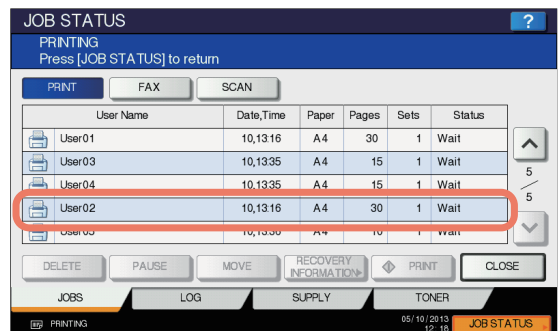 JOB STATUS ?
PRINTING
Press [JOB STATUS] to return
PRINT FAX SCAN
User Name Date,Time Paper Pages Sets Status
User01 10,13:16 A4 30 1 Wait
User03 10,13:35 A4 15 1 Wait
User04 10,13:35 A4 15 1 Wait
User02 10,13:16 A4 30 1 Wait
5
5
DELETE PAUSE MOVE RECOVERY INFORMATION PRINT CLOSE
JOBS LOG SUPPLY TONER
PRINTING 05/10/2013 JOB STATUS
12:18